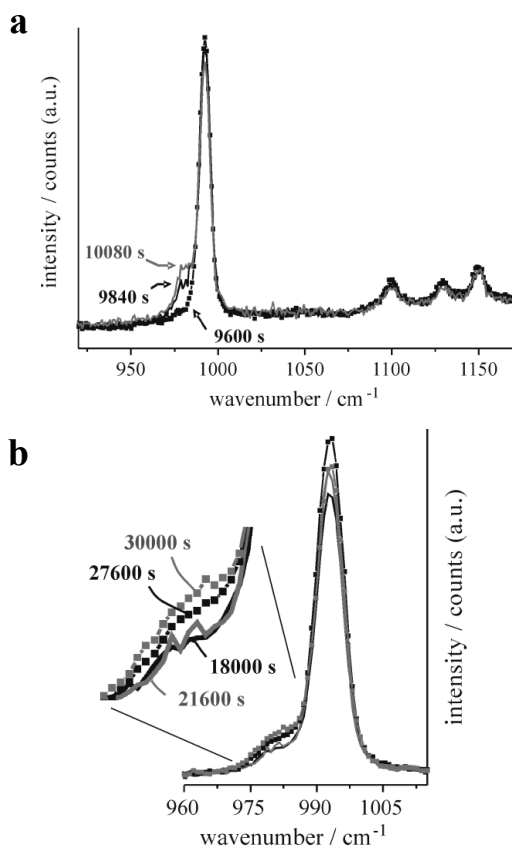 a
intensity / counts (a.u.)
10080 s
9840 s
9600 s
950 1000 1050 1100 1150
wavenumber / cm⁻¹
b
30000 s
27600 s
18000 s
21600 s
intensity / counts (a.u.)
960 975 990 1005
wavenumber / cm⁻¹